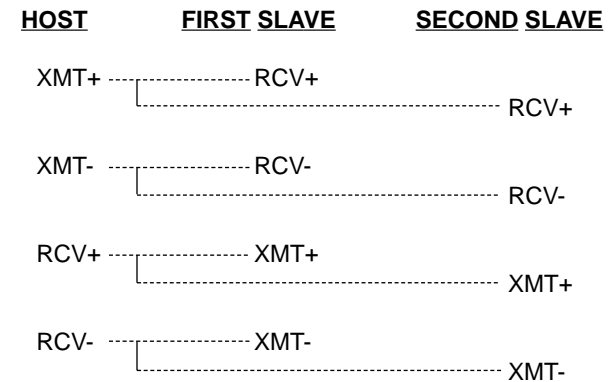 HOST FIRST SLAVE SECOND SLAVE
XMT+ RCV+
RCV+
XMT- RCV-
RCV-
RCV+ XMT+
XMT+
RCV- XMT-
XMT-